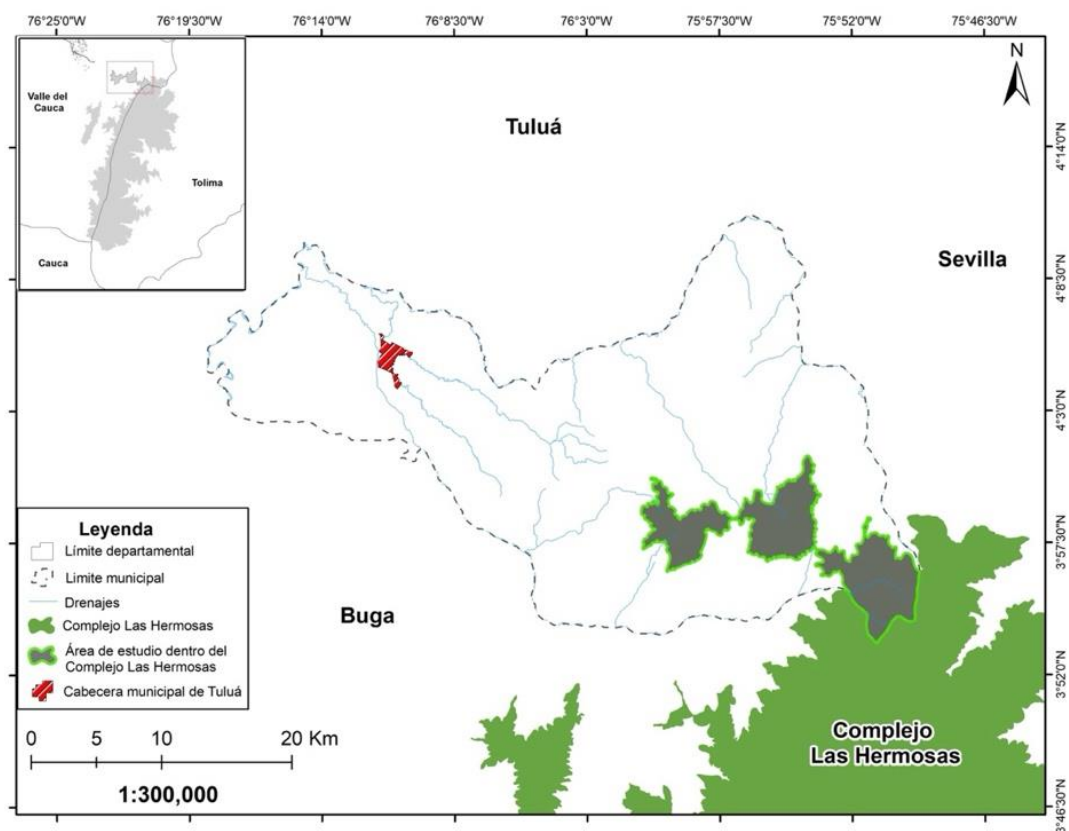 76°25'0"W 76°19'30"W 76°14'0"W 76°8'30"W 76°3'0"W 75°57'30"W 75°52'0"W 75°46'30"W
N
Valle del
Cauca
Tolima
Cauca
Tuluá
Sevilla
Buga
Complejo
Las Hermosas
4°14'0"N
4°8'30"N
4°3'0"N
3°57'30"N
3°52'0"N
3°46'30"N
Leyenda
Límite departamental
Limite municipal
Drenajes
Complejo Las Hermosas
Área de estudio dentro del
Complejo Las Hermosas
Cabecera municipal de Tuluá
0 5 10 20 Km
1:300,000